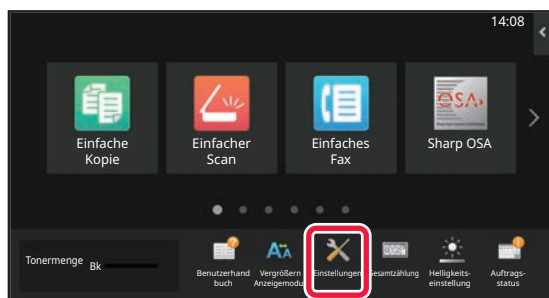 14:08
Einfache
Kopie
Einfacher
Scan
Einfaches
Fax
OSA
Sharp OSA
Tonermenge
Bk
Benutzerhand
buch
Vergrößern
Anzeigemodu
Einstellungen
Gesamtzählung
Helligkeits-
einstellung
Auftrags-
status